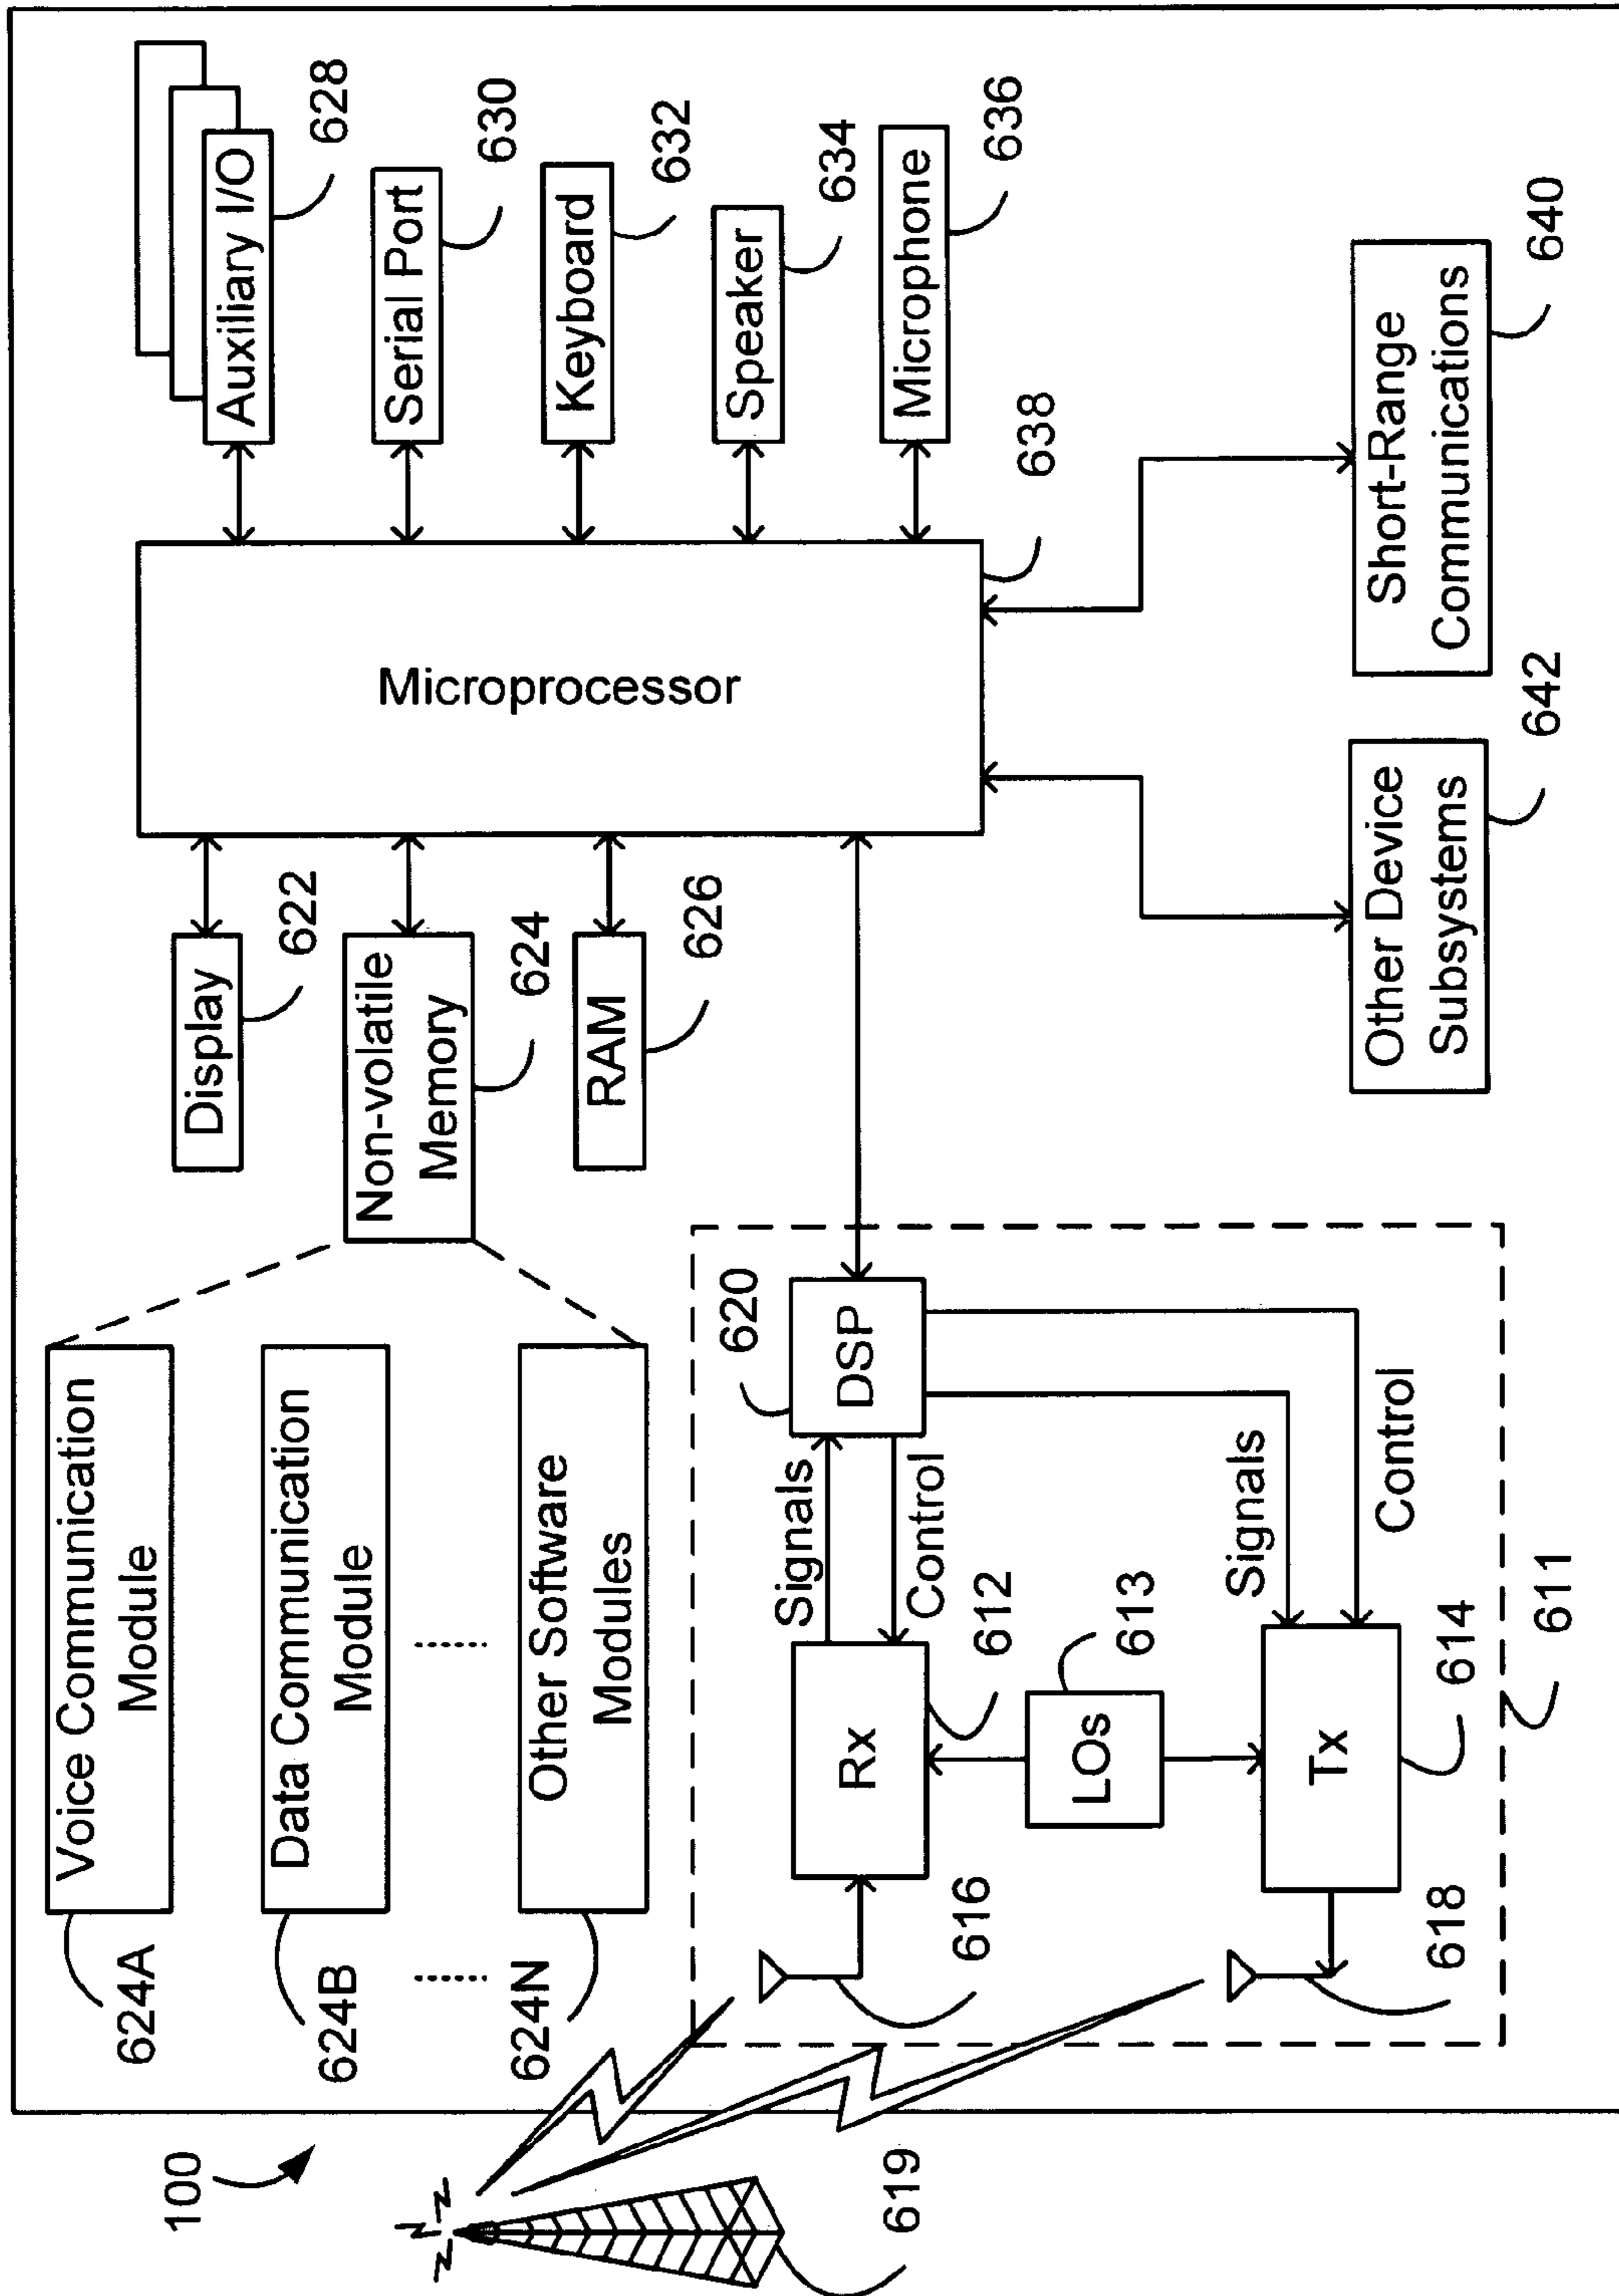 100
619
Voice Communication
Module
624A
Data Communication
Module
624B
Other Software
Modules
624N
Display
622
Non-volatile
Memory
624
RAM
626
Microprocessor
638
Auxiliary I/O
628
Serial Port
630
Keyboard
632
Speaker
634
Microphone
636
Short-Range
Communications
640
Other Device
Subsystems
642
DSP
620
Signals
Control
Rx
612
LOs
613
Signals
Control
Tx
614
616
618
611